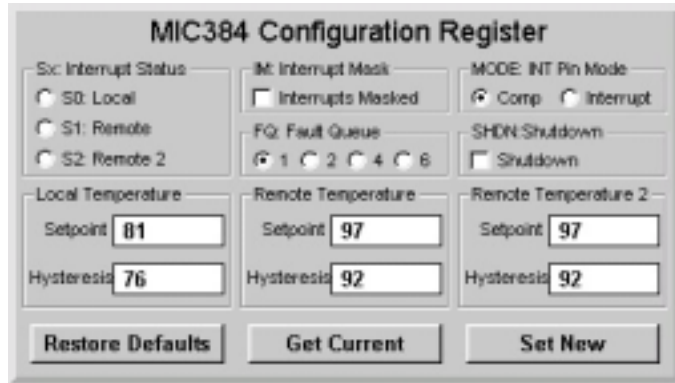 MIC384 Configuration Register
Sx: Interrupt Status
S0: Local
S1: Remote
S2: Remote 2
IM: Interrupt Mask
Interrupts Masked
FQ: Fault Queue
1 2 4 6
MODE: INT Pin Mode
Comp Interrupt
SHDN:Shutdown
Shutdown
Local Temperature
Setpoint 81
Hysteresis 76
Remote Temperature
Setpoint 97
Hysteresis 92
Remote Temperature 2
Setpoint 97
Hysteresis 92
Restore Defaults
Get Current
Set New